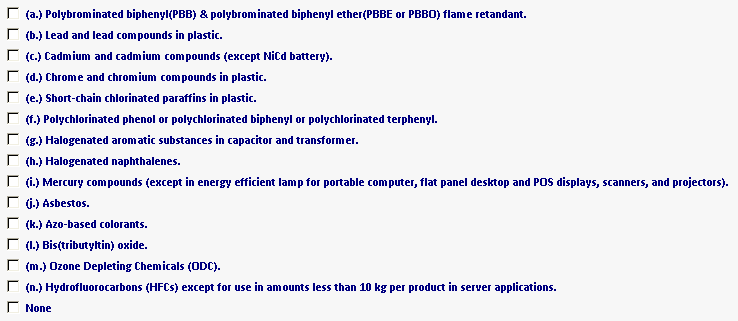 (a.) Polybrominated biphenyl(PBB) & polybrominated biphenyl ether(PBBE or PBBO) flame retandant.
(b.) Lead and lead compounds in plastic.
(c.) Cadmium and cadmium compounds (except NiCd battery).
(d.) Chrome and chromium compounds in plastic.
(e.) Short-chain chlorinated paraffins in plastic.
(f.) Polychlorinated phenol or polychlorinated biphenyl or polychlorinated terphenyl.
(g.) Halogenated aromatic substances in capacitor and transformer.
(h.) Halogenated naphthalenes.
(i.) Mercury compounds (except in energy efficient lamp for portable computer, flat panel desktop and POS displays, scanners, and projectors).
(j.) Asbestos.
(k.) Azo-based colorants.
(l.) Bis(tributyltin) oxide.
(m.) Ozone Depleting Chemicals (ODC).
(n.) Hydrofluorocarbons (HFCs) except for use in amounts less than 10 kg per product in server applications.
None